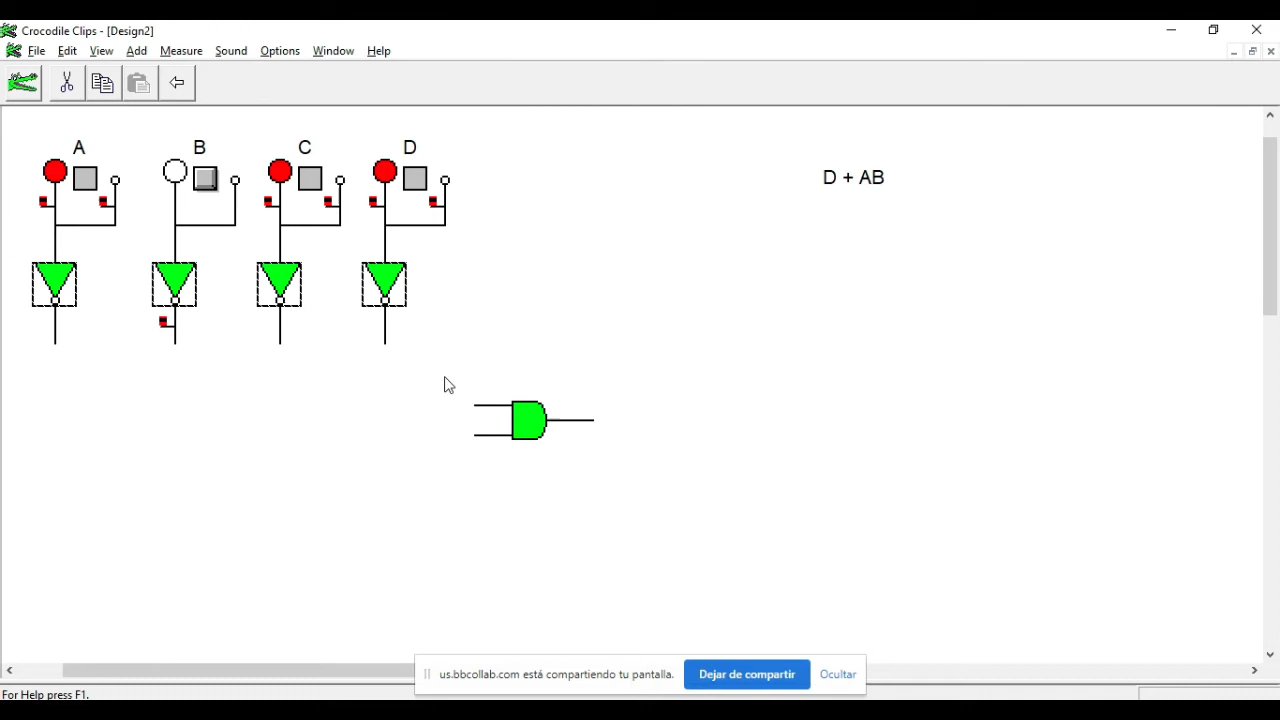 Crocodile Clips - [Design2]
File Edit View Add Measure Sound Options Window Help
A B C D
D + AB
us.bbcollab.com está compartiendo tu pantalla. Dejar de compartir Ocultar
For Help press F1.